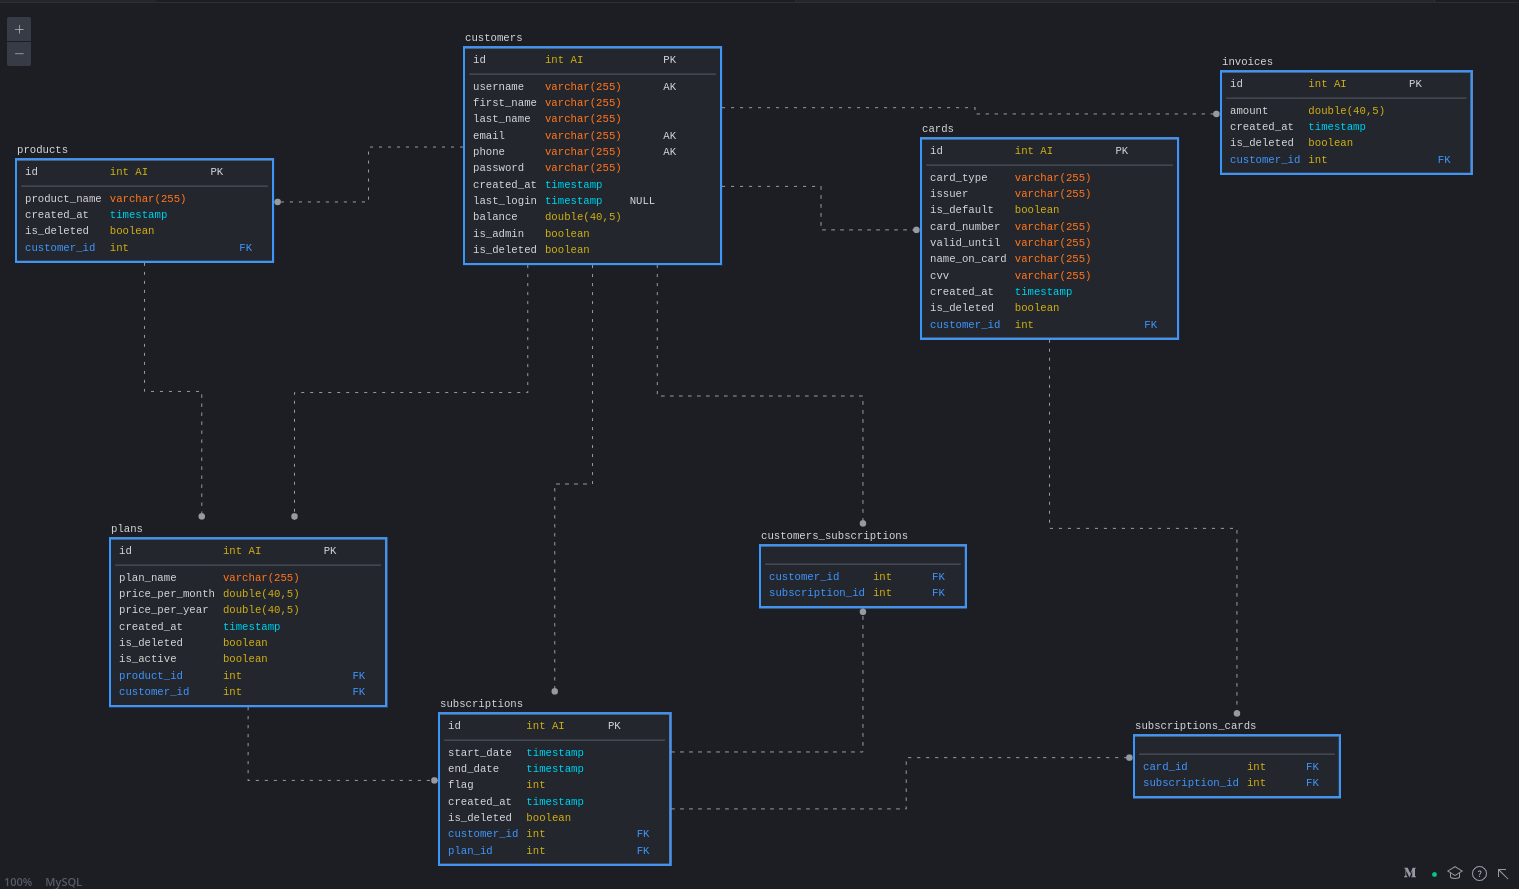 +
−
customers
id int AI PK
username varchar(255) AK
first_name varchar(255)
last_name varchar(255)
email varchar(255) AK
phone varchar(255) AK
password varchar(255)
created_at timestamp
last_login timestamp NULL
balance double(40,5)
is_admin boolean
is_deleted boolean
invoices
id int AI PK
amount double(40,5)
created_at timestamp
is_deleted boolean
customer_id int FK
cards
id int AI PK
card_type varchar(255)
issuer varchar(255)
is_default boolean
card_number varchar(255)
valid_until varchar(255)
name_on_card varchar(255)
cvv varchar(255)
created_at timestamp
is_deleted boolean
customer_id int FK
products
id int AI PK
product_name varchar(255)
created_at timestamp
is_deleted boolean
customer_id int FK
plans
id int AI PK
plan_name varchar(255)
price_per_month double(40,5)
price_per_year double(40,5)
created_at timestamp
is_deleted boolean
is_active boolean
product_id int FK
customer_id int FK
customers_subscriptions
customer_id int FK
subscription_id int FK
subscriptions
id int AI PK
start_date timestamp
end_date timestamp
flag int
created_at timestamp
is_deleted boolean
customer_id int FK
plan_id int FK
subscriptions_cards
card_id int FK
subscription_id int FK
100% MySQL
M ?